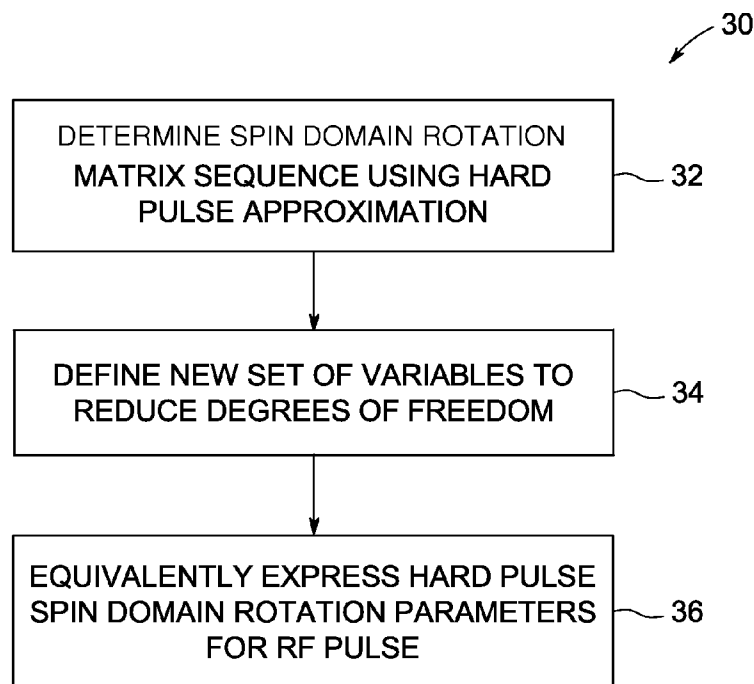 30
DETERMINE SPIN DOMAIN ROTATION
MATRIX SEQUENCE USING HARD
PULSE APPROXIMATION
32
DEFINE NEW SET OF VARIABLES TO
REDUCE DEGREES OF FREEDOM
34
EQUIVALENTLY EXPRESS HARD PULSE
SPIN DOMAIN ROTATION PARAMETERS
FOR RF PULSE
36